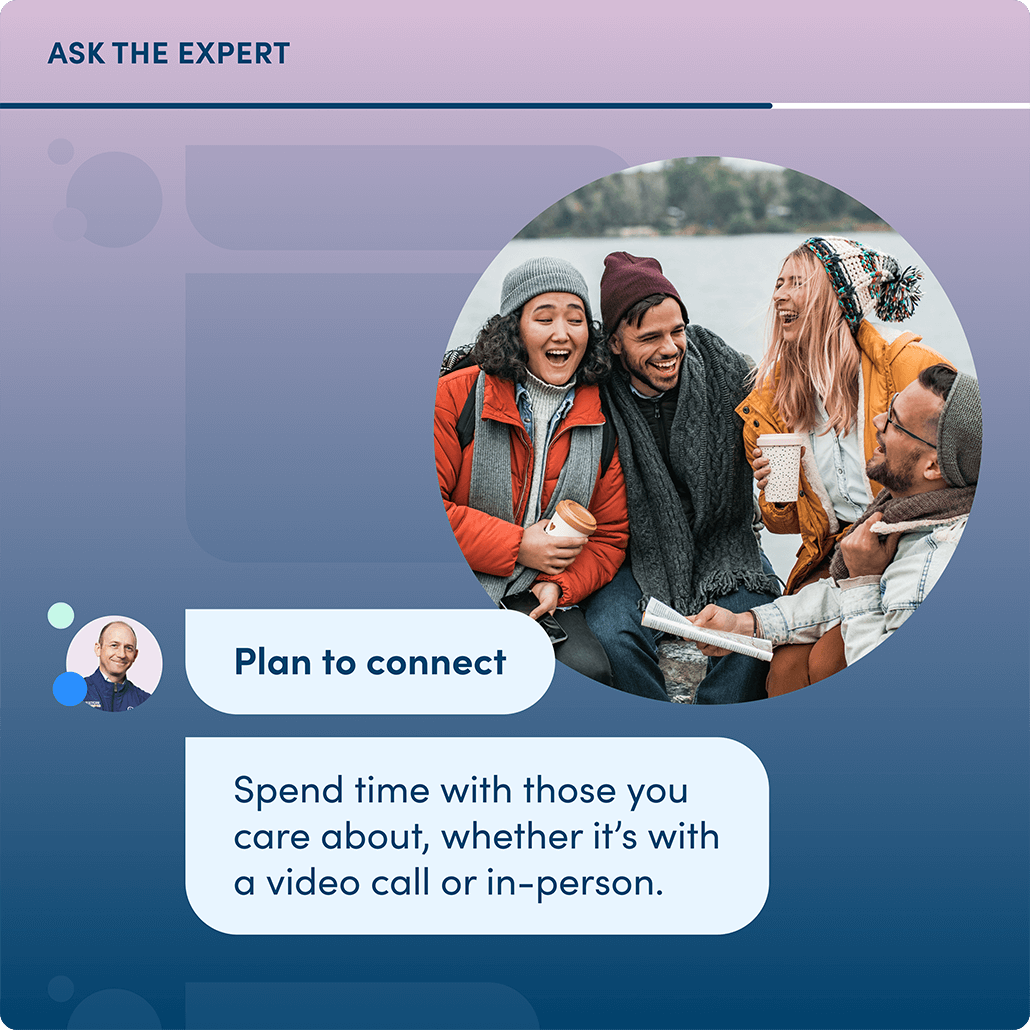 ASK THE EXPERT
Plan to connect
Spend time with those you
care about, whether it's with
a video call or in-person.